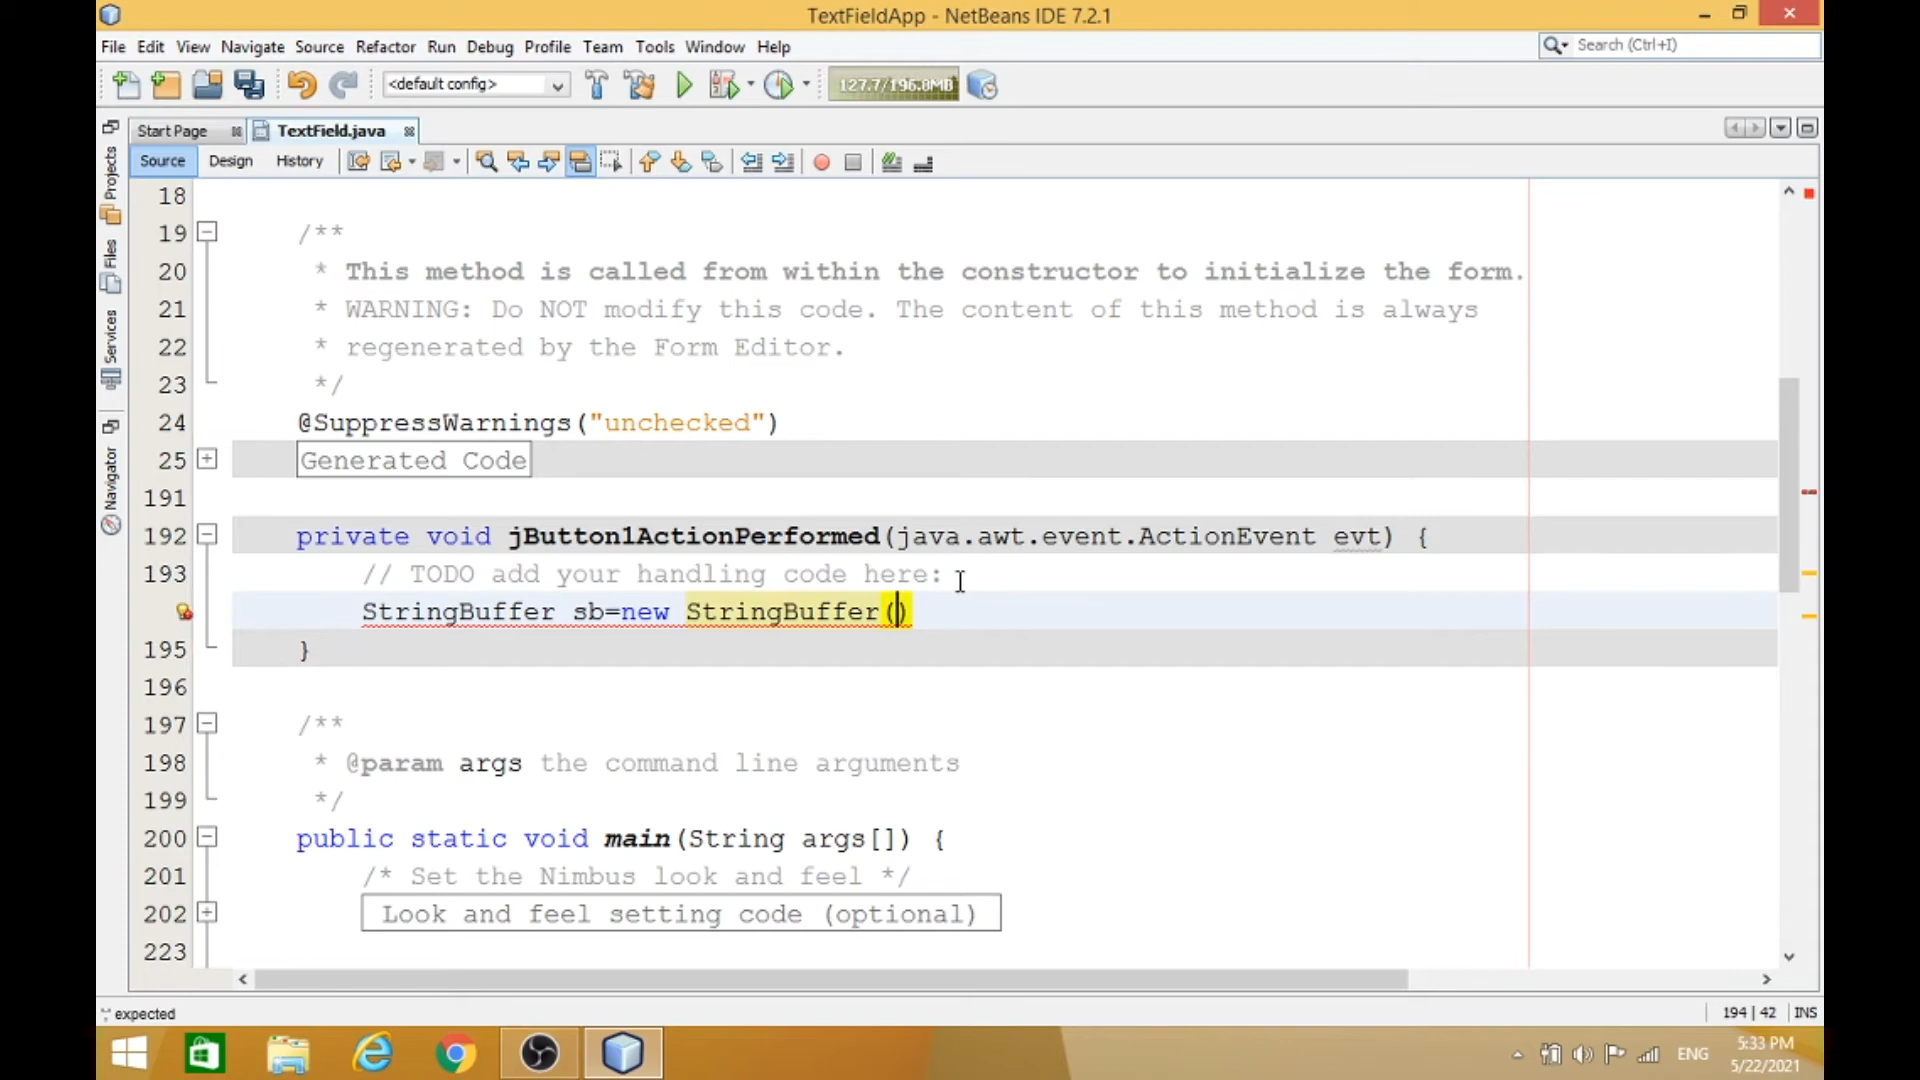 TextFieldApp - NetBeans IDE 7.2.1
File Edit View Navigate Source Refactor Run Debug Profile Team Tools Window Help
Search (Ctrl+I)
<default config>
127.7/196.0MB
Start Page
TextField.java
Source Design History
Projects
Files
Services
Navigator
18
19 /**
20 * This method is called from within the constructor to initialize the form.
21 * WARNING: Do NOT modify this code. The content of this method is always
22 * regenerated by the Form Editor.
23 */
24 @SuppressWarnings("unchecked")
25 Generated Code
191
192 private void jButton1ActionPerformed(java.awt.event.ActionEvent evt) {
193 // TODO add your handling code here:
StringBuffer sb=new StringBuffer()
195 }
196
197 /**
198 * @param args the command line arguments
199 */
200 public static void main(String args[]) {
201 /* Set the Nimbus look and feel */
202 Look and feel setting code (optional)
223
';' expected
194 | 42 INS
ENG
5:33 PM
5/22/2021